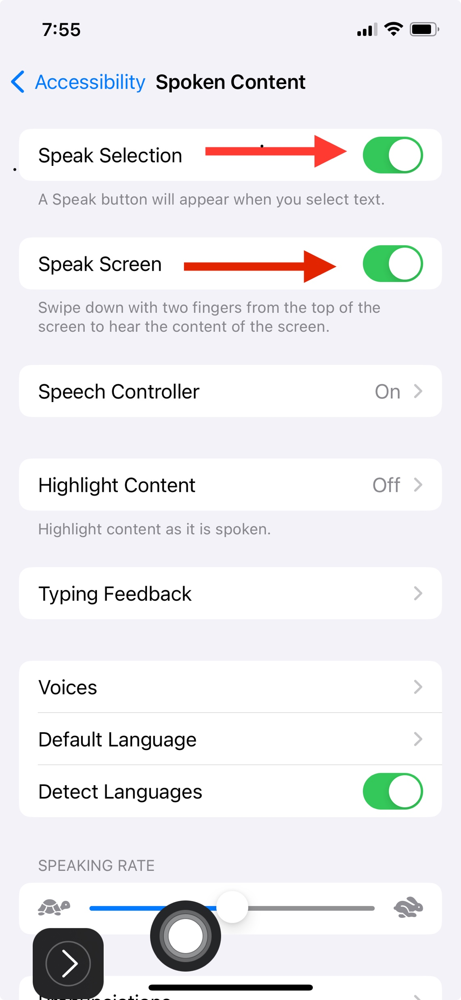 7:55
Accessibility Spoken Content
Speak Selection
A Speak button will appear when you select text.
Speak Screen
Swipe down with two fingers from the top of the
screen to hear the content of the screen.
Speech Controller On
Highlight Content Off
Highlight content as it is spoken.
Typing Feedback
Voices
Default Language
Detect Languages
SPEAKING RATE